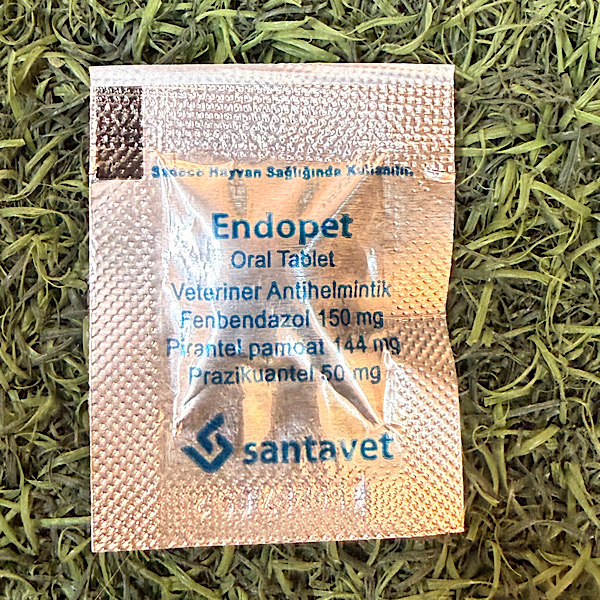 Sadece Hayvan Sağlığında Kullanılır.
Endopet
Oral Tablet
Veteriner Antihelmintik
Fenbendazol 150 mg
Pirantel pamoat 144 mg
Prazikuantel 50 mg
santavet